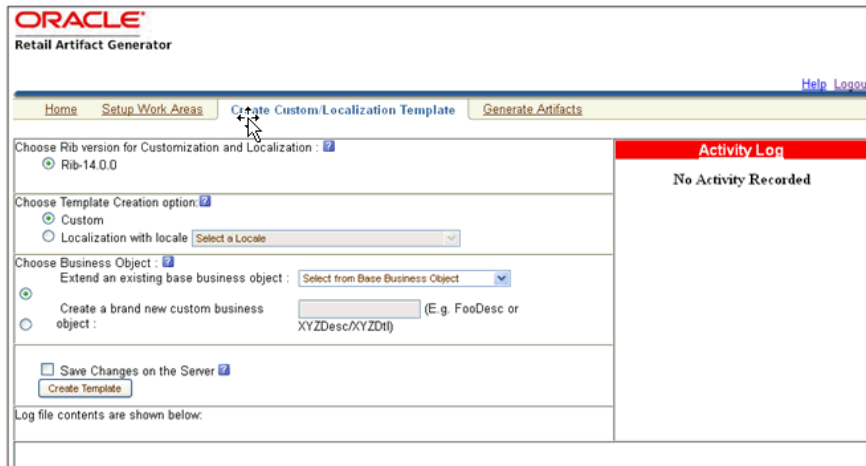 ORACLE
Retail Artifact Generator
Help Logou
Home Setup Work Areas Create Custom/Localization Template Generate Artifacts
Choose Rib version for Customization and Localization : ?
Rib-14.0.0
Choose Template Creation option: ?
Custom
Localization with locale Select a Locale
Choose Business Object : ?
Extend an existing base business object : Select from Base Business Object
Create a brand new custom business (E.g. FooDesc or
object : XYZDesc/XYZDtl)
Save Changes on the Server ?
Create Template
Log file contents are shown below:
Activity Log
No Activity Recorded